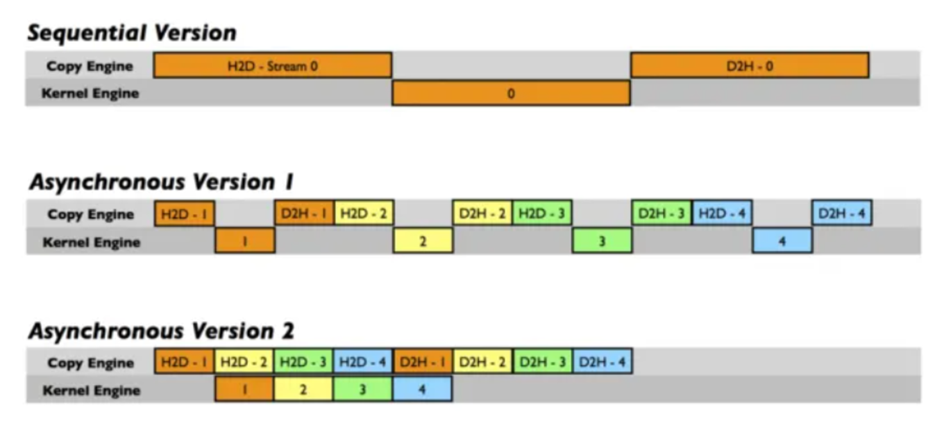 Sequential Version
Copy Engine H2D - Stream 0 D2H - 0
Kernel Engine 0
Asynchronous Version 1
Copy Engine H2D - 1 D2H - 1 H2D - 2 D2H - 2 H2D - 3 D2H - 3 H2D - 4 D2H - 4
Kernel Engine 1 2 3 4
Asynchronous Version 2
Copy Engine H2D - 1 H2D - 2 H2D - 3 H2D - 4 D2H - 1 D2H - 2 D2H - 3 D2H - 4
Kernel Engine 1 2 3 4